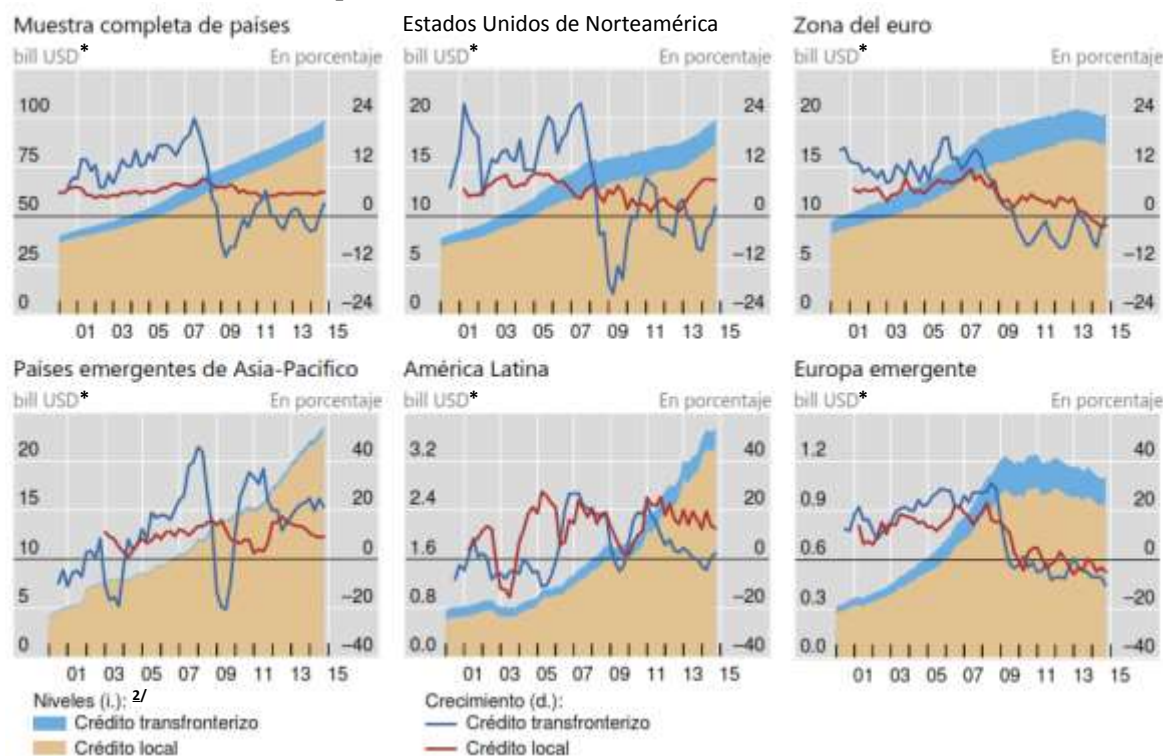 Muestra completa de países
bill USD* En porcentaje
100 24
75 12
50 0
25 −12
0 −24
01 03 05 07 09 11 13 15
Estados Unidos de Norteamérica
bill USD* En porcentaje
20 24
15 12
10 0
5 −12
0 −24
01 03 05 07 09 11 13 15
Zona del euro
bill USD* En porcentaje
20 24
15 12
10 0
5 −12
0 −24
01 03 05 07 09 11 13 15
Países emergentes de Asia-Pacífico
bill USD* En porcentaje
20 40
15 20
10 0
5 −20
0 −40
01 03 05 07 09 11 13 15
América Latina
bill USD* En porcentaje
3.2 40
2.4 20
1.6 0
0.8 −20
0.0 −40
01 03 05 07 09 11 13 15
Europa emergente
bill USD* En porcentaje
1.2 40
0.9 20
0.6 0
0.3 −20
0.0 −40
01 03 05 07 09 11 13 15
Niveles (i.): 2/
Crédito transfronterizo
Crédito local
Crecimiento (d.):
Crédito transfronterizo
Crédito local